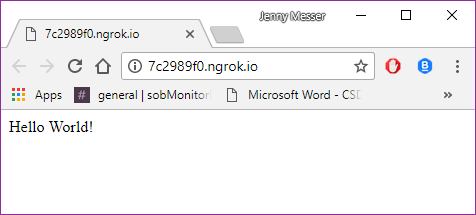 Jenny Messer
7c2989f0.ngrok.io
7c2989f0.ngrok.io
Apps # general | sobMonitor Microsoft Word - CSD »
Hello World!